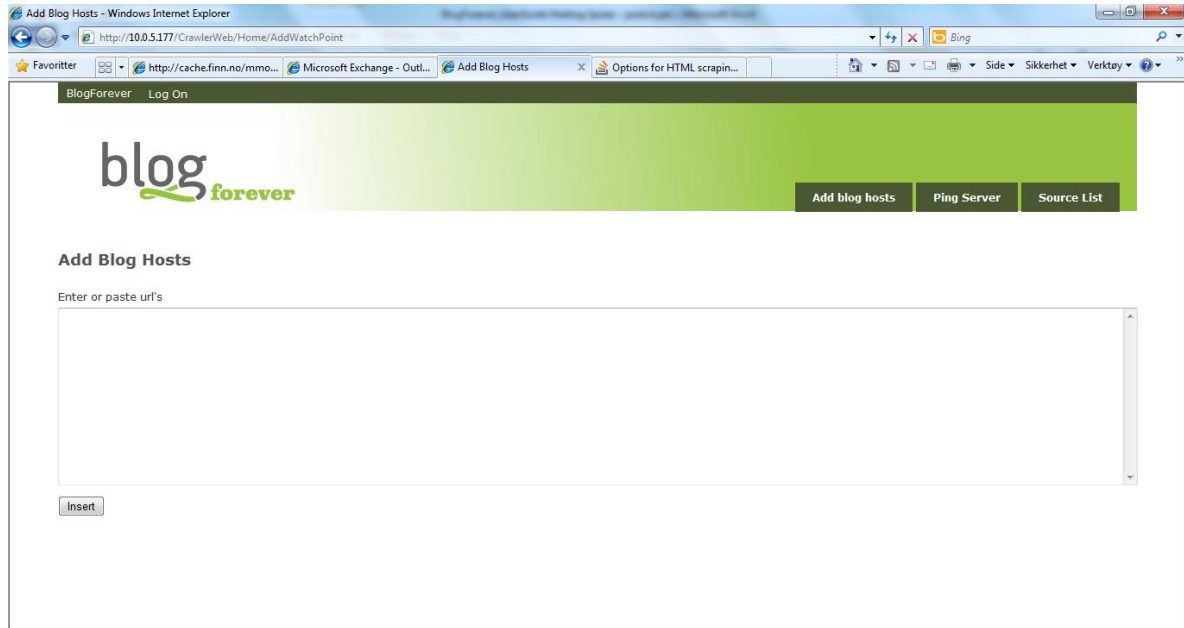 Add Blog Hosts - Windows Internet Explorer
http://10.0.5.177/CrawlerWeb/Home/AddWatchPoint
Bing
Favoritter
http://cache.finn.no/mmo...
Microsoft Exchange - Outl...
Add Blog Hosts
Options for HTML scrapin...
Side
Sikkerhet
Verktøy
BlogForever Log On
blog
forever
Add blog hosts
Ping Server
Source List
Add Blog Hosts
Enter or paste url's
Insert